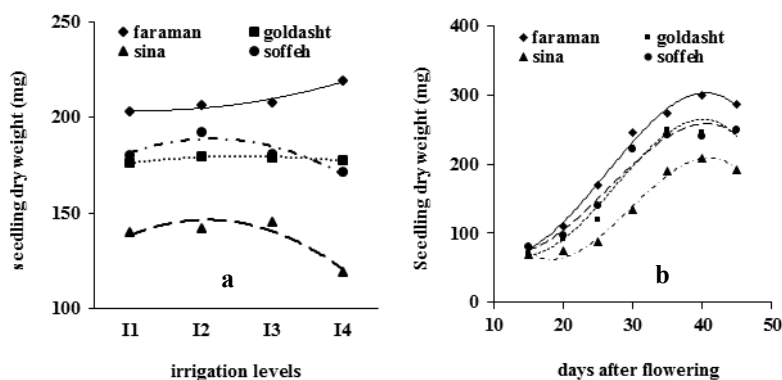 faraman goldasht
sina soffeh
seedling dry weight (mg)
250
200
150
100
I1 I2 I3 I4
a
irrigation levels
faraman goldasht
sina soffeh
Seedling dry weight (mg)
400
300
200
100
0
10 20 30 40 50
b
days after flowering